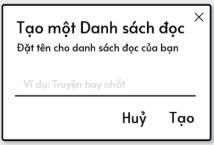 Tạo một Danh sách đọc
Đặt tên cho danh sách đọc của bạn
Ví dụ: Truyện hay nhất
Huỷ Tạo